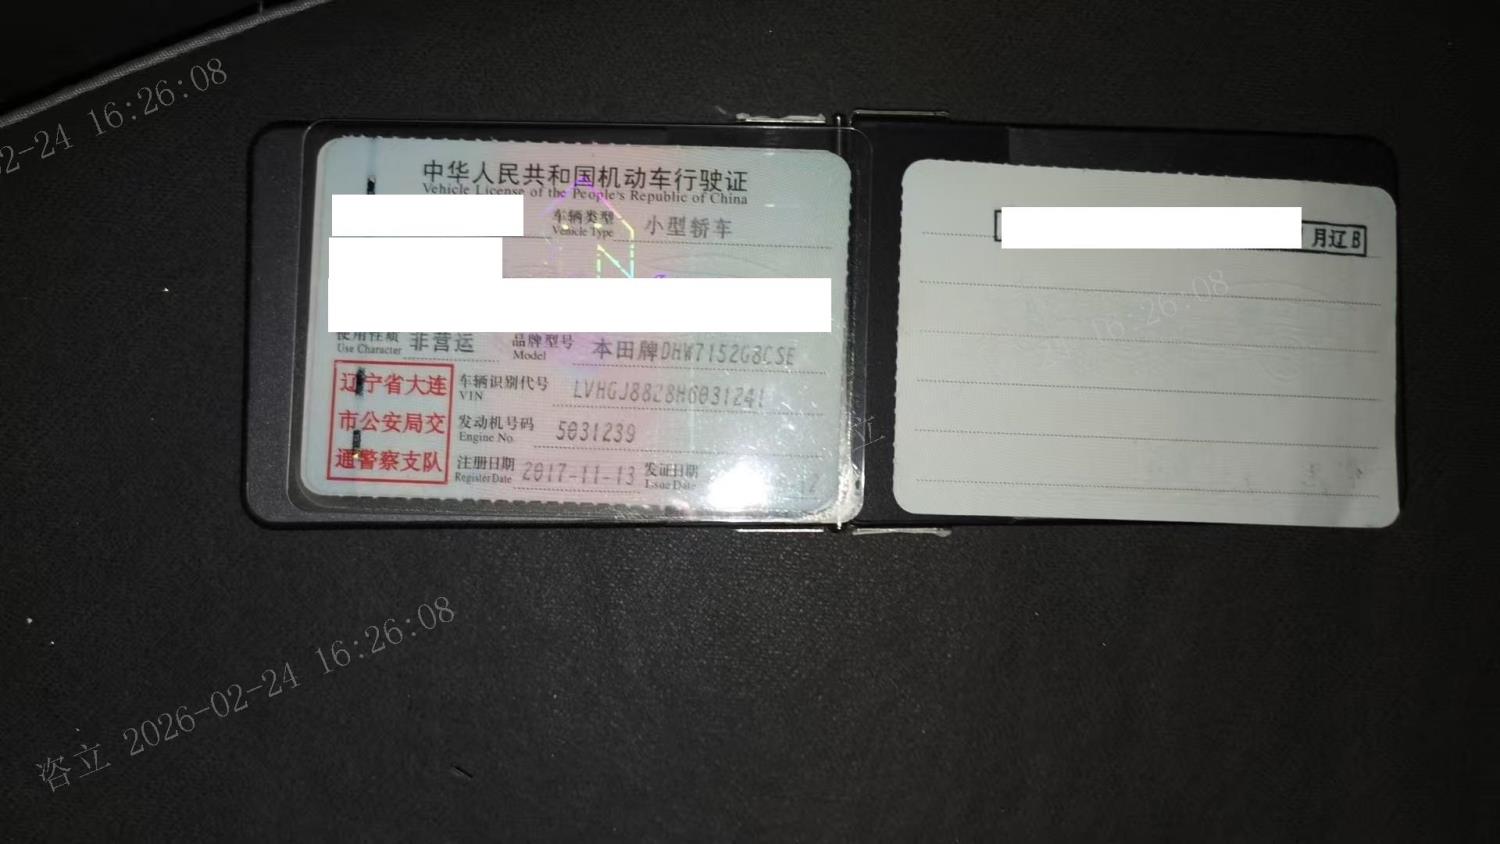 中华人民共和国机动车行驶证
Vehicle License of the People's Republic of China
车辆类型 小型轿车
Vehicle Type
使用性质 非营运 品牌型号 本田牌DHW7152G8CSE
Use Character Model
车辆识别代号 LVHGJ8828H6031241
VIN
发动机号码 5031239
Engine No.
注册日期 2017-11-13 发证日期
Register Date Issue Date
辽宁省大连
市公安局交
通警察支队
月辽B
2-24 16:26:08
16:26:08
立
咨立 2026-02-24 16:26:08